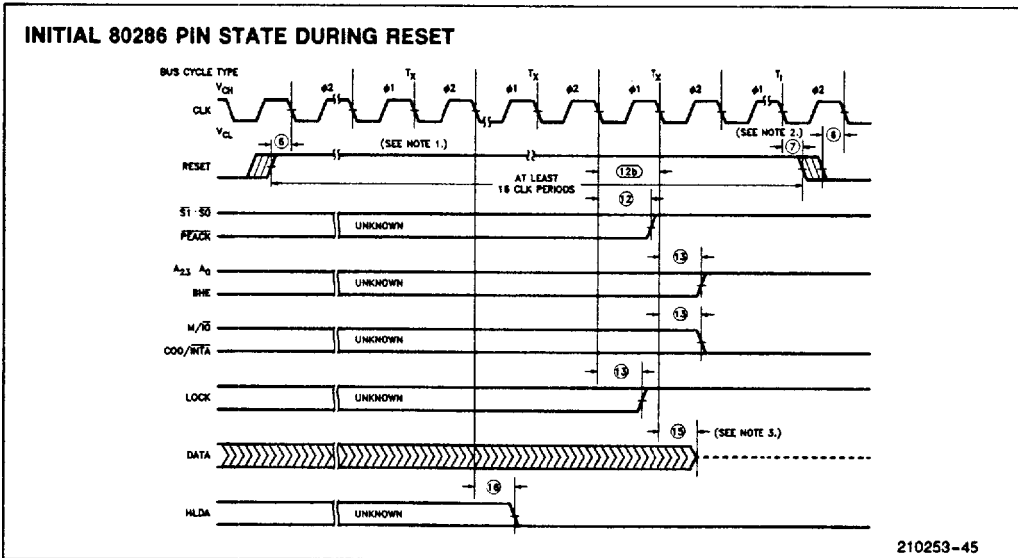 INITIAL 80286 PIN STATE DURING RESET
BUS CYCLE TYPE
TX TX TX TI
VCH φ2 φ1 φ2 φ1 φ2 φ1 φ2 φ1 φ2
CLK
VCL
6 (SEE NOTE 1.) (SEE NOTE 2.) 7 6
RESET
AT LEAST
16 CLK PERIODS
12b
12
S1 · S0
UNKNOWN
PEACK
13
A23 A0
UNKNOWN
BHE
13
M/IO
UNKNOWN
COD/INTA
13
LOCK
UNKNOWN
15 (SEE NOTE 3.)
DATA
16
HLDA
UNKNOWN
210253-45